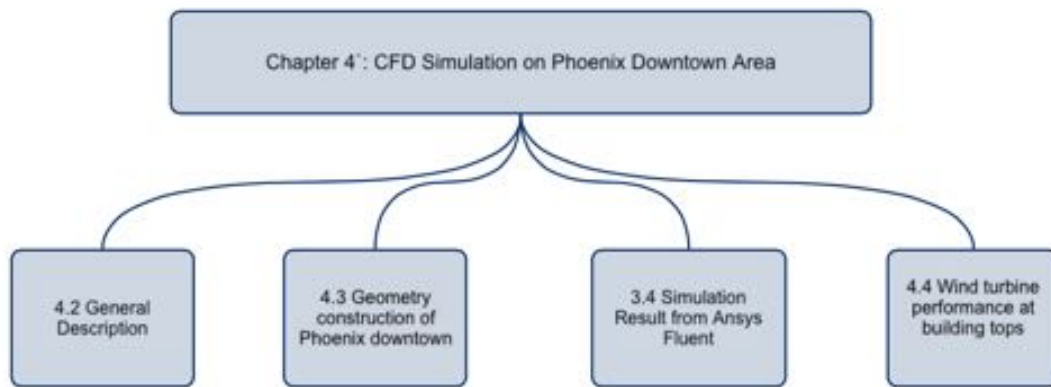 Chapter 4`: CFD Simulation on Phoenix Downtown Area
4.2 General
Description
4.3 Geometry
construction of
Phoenix downtown
3.4 Simulation
Result from Ansys
Fluent
4.4 Wind turbine
performance at
building tops